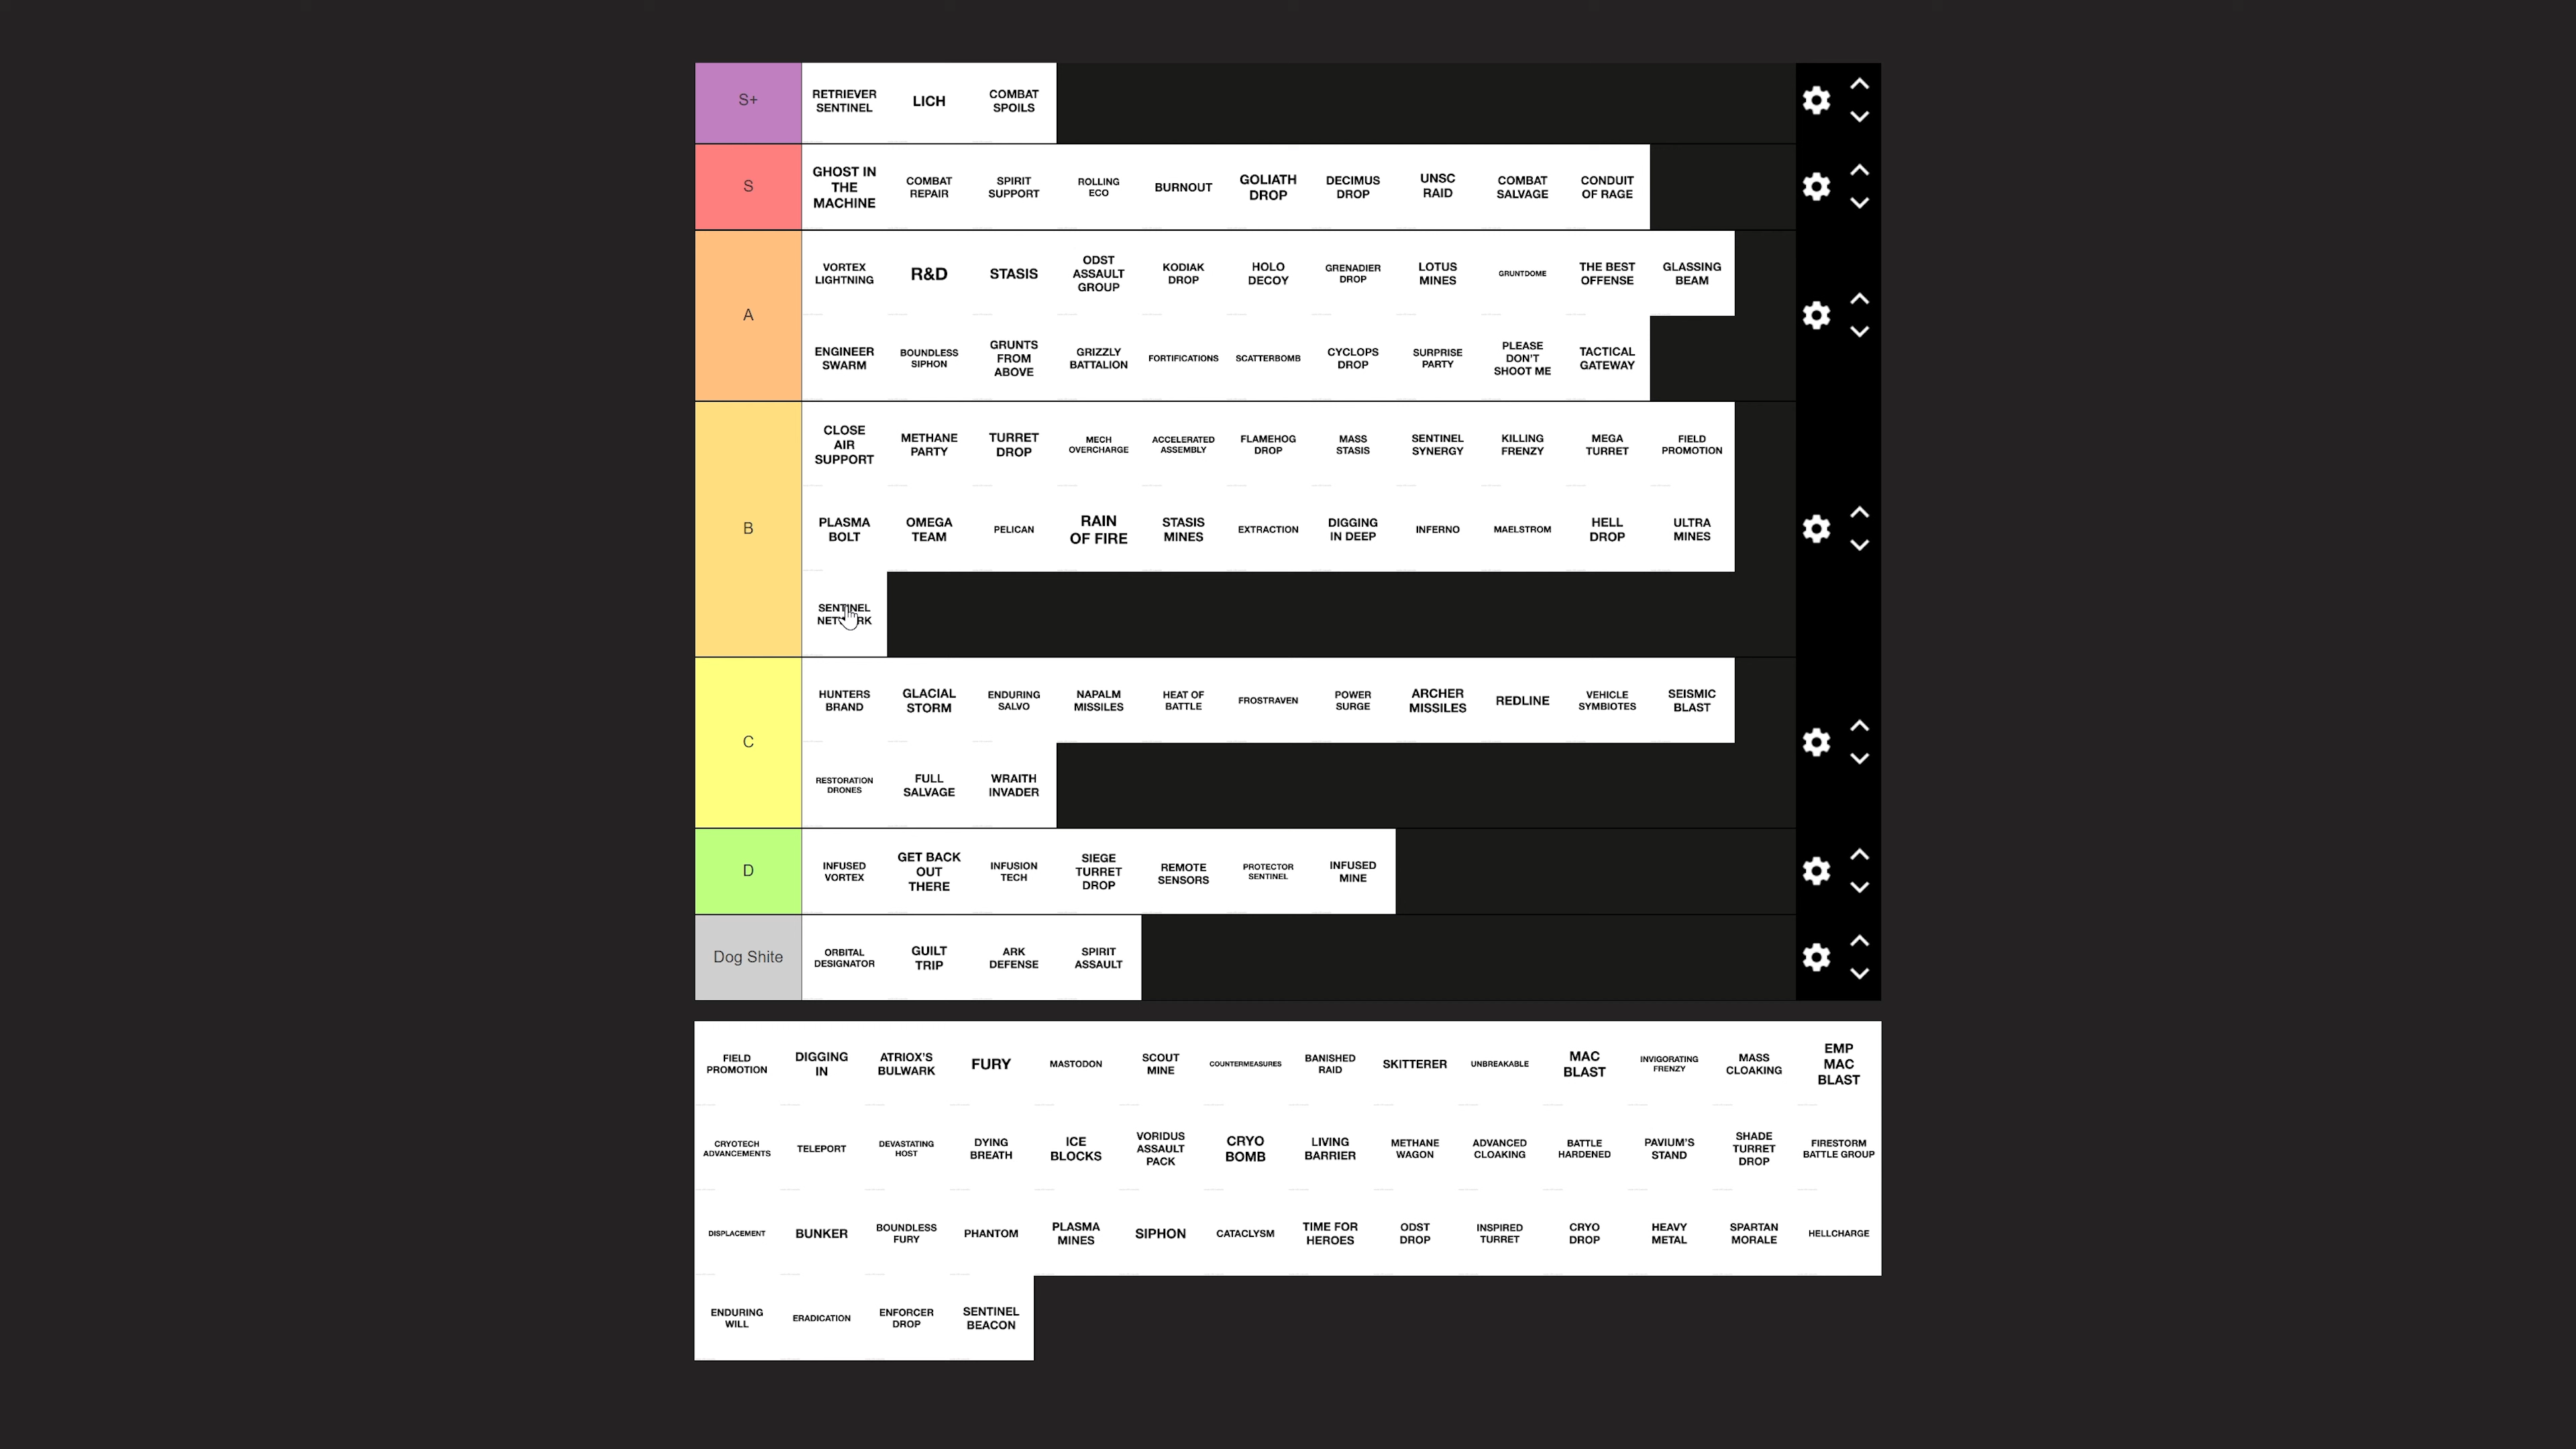 S+
RETRIEVER SENTINEL
LICH
COMBAT SPOILS
S
GHOST IN THE MACHINE
COMBAT REPAIR
SPIRIT SUPPORT
ROLLING ECO
BURNOUT
GOLIATH DROP
DECIMUS DROP
UNSC RAID
COMBAT SALVAGE
CONDUIT OF RAGE
A
VORTEX LIGHTNING
R&D
STASIS
ODST ASSAULT GROUP
KODIAK DROP
HOLO DECOY
GRENADIER DROP
LOTUS MINES
GRUNTDOME
THE BEST OFFENSE
GLASSING BEAM
ENGINEER SWARM
BOUNDLESS SIPHON
GRUNTS FROM ABOVE
GRIZZLY BATTALION
FORTIFICATIONS
SCATTERBOMB
CYCLOPS DROP
SURPRISE PARTY
PLEASE DON'T SHOOT ME
TACTICAL GATEWAY
B
CLOSE AIR SUPPORT
METHANE PARTY
TURRET DROP
MECH OVERCHARGE
ACCELERATED ASSEMBLY
FLAMEHOG DROP
MASS STASIS
SENTINEL SYNERGY
KILLING FRENZY
MEGA TURRET
FIELD PROMOTION
PLASMA BOLT
OMEGA TEAM
PELICAN
RAIN OF FIRE
STASIS MINES
EXTRACTION
DIGGING IN DEEP
INFERNO
MAELSTROM
HELL DROP
ULTRA MINES
SENTINEL NETWORK
C
HUNTERS BRAND
GLACIAL STORM
ENDURING SALVO
NAPALM MISSILES
HEAT OF BATTLE
FROSTRAVEN
POWER SURGE
ARCHER MISSILES
REDLINE
VEHICLE SYMBIOTES
SEISMIC BLAST
RESTORATION DRONES
FULL SALVAGE
WRAITH INVADER
D
INFUSED VORTEX
GET BACK OUT THERE
INFUSION TECH
SIEGE TURRET DROP
REMOTE SENSORS
PROTECTOR SENTINEL
INFUSED MINE
Dog Shite
ORBITAL DESIGNATOR
GUILT TRIP
ARK DEFENSE
SPIRIT ASSAULT
FIELD PROMOTION
DIGGING IN
ATRIOX'S BULWARK
FURY
MASTODON
SCOUT MINE
COUNTERMEASURES
BANISHED RAID
SKITTERER
UNBREAKABLE
MAC BLAST
INVIGORATING FRENZY
MASS CLOAKING
EMP MAC BLAST
CRYOTECH ADVANCEMENTS
TELEPORT
DEVASTATING HOST
DYING BREATH
ICE BLOCKS
VORIDUS ASSAULT PACK
CRYO BOMB
LIVING BARRIER
METHANE WAGON
ADVANCED CLOAKING
BATTLE HARDENED
PAVIUM'S STAND
SHADE TURRET DROP
FIRESTORM BATTLE GROUP
DISPLACEMENT
BUNKER
BOUNDLESS FURY
PHANTOM
PLASMA MINES
SIPHON
CATACLYSM
TIME FOR HEROES
ODST DROP
INSPIRED TURRET
CRYO DROP
HEAVY METAL
SPARTAN MORALE
HELLCHARGE
ENDURING WILL
ERADICATION
ENFORCER DROP
SENTINEL BEACON